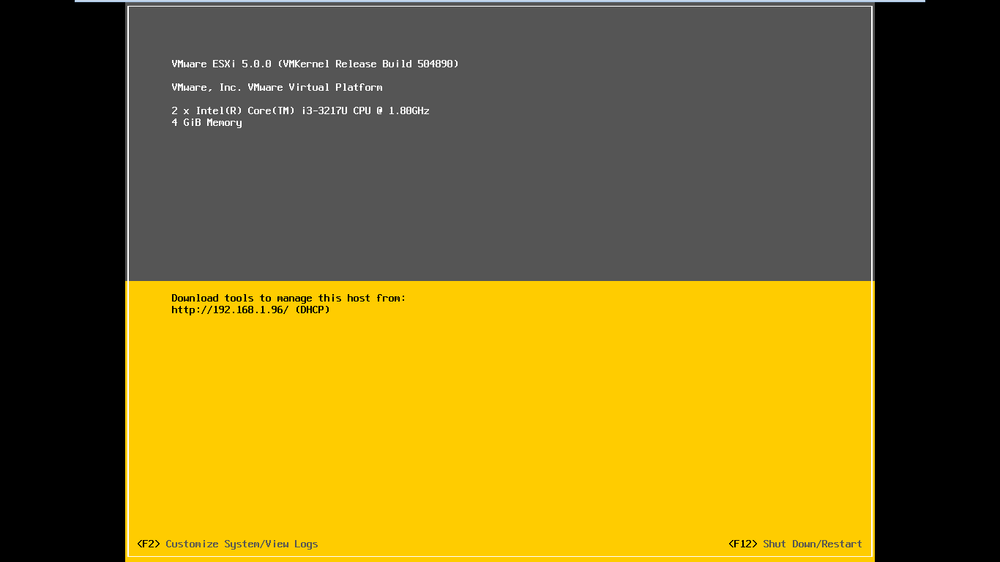 VMware ESXi 5.0.0 (VMKernel Release Build 504890)
VMware, Inc. VMware Virtual Platform
2 x Intel(R) Core(TM) i3-3217U CPU @ 1.80GHz
4 GiB Memory
Download tools to manage this host from:
http://192.168.1.96/ (DHCP)
<F2> Customize System/View Logs
<F12> Shut Down/Restart